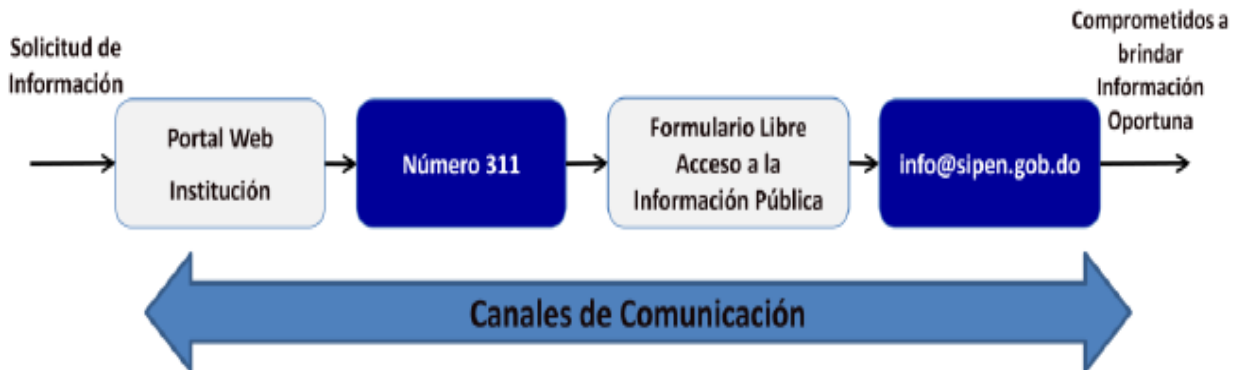 Solicitud de
Información
Portal Web
Institución
Número 311
Formulario Libre
Acceso a la
Información Pública
info@sipen.gob.do
Comprometidos a
brindar
Información
Oportuna
Canales de Comunicación